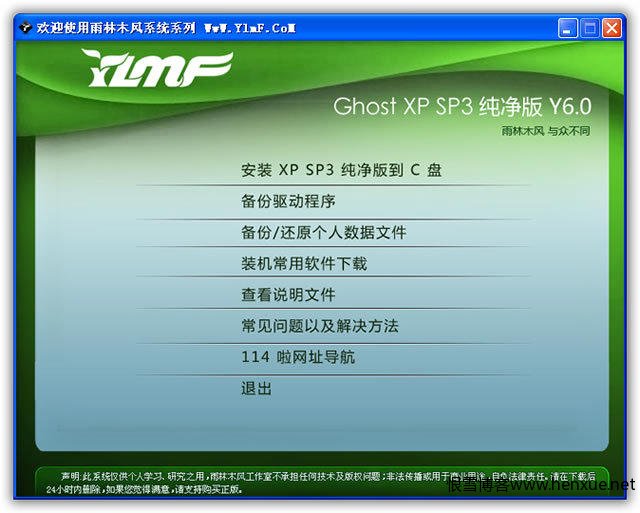 欢迎使用雨林木风系统系列 WwW.YlmF.CoM
YLMF
Ghost XP SP3 纯净版 Y6.0
雨林木风 与众不同
安装 XP SP3 纯净版到 C 盘
备份驱动程序
备份/还原个人数据文件
装机常用软件下载
查看说明文件
常见问题以及解决方法
114 啦网址导航
退出
声明:此系统仅供个人学习、研究之用,雨林木风工作室不承担任何技术及版权问题;非法传播或用于商业用途,自负法律责任.请在下载后
24小时内删除,如果您觉得满意,请支持购买正版.
很雪博客www.henxue.net